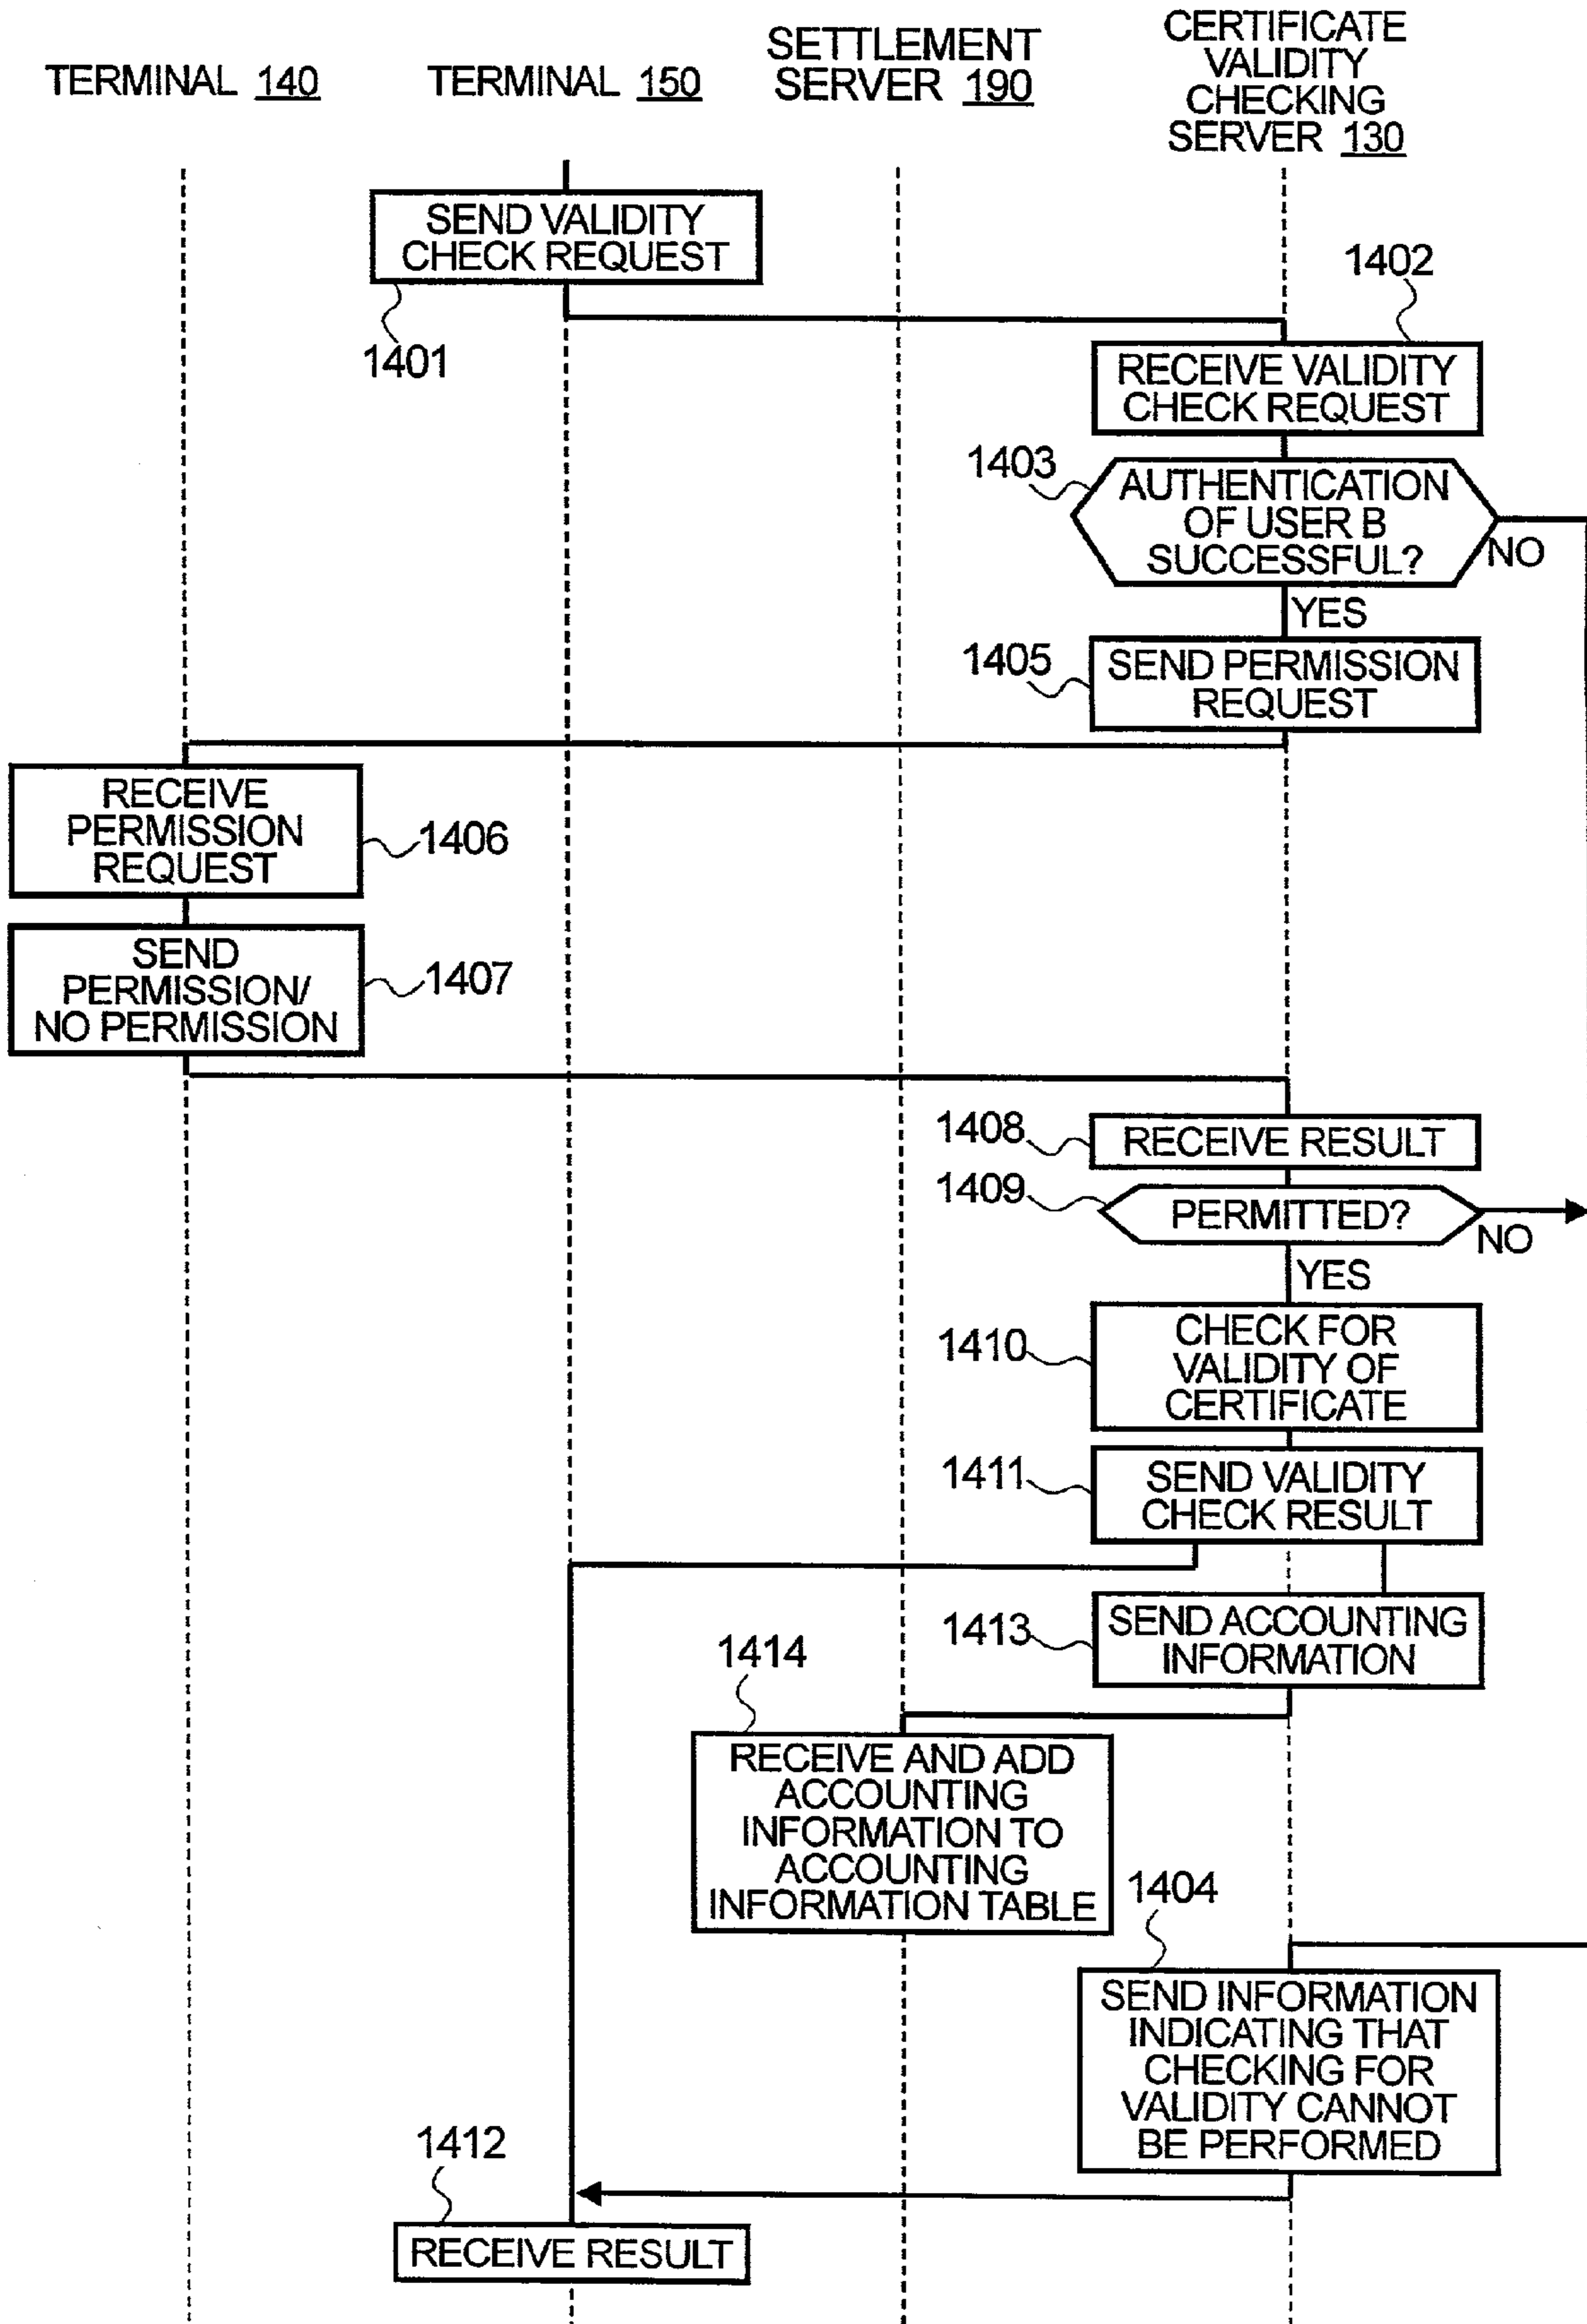 TERMINAL 140
TERMINAL 150
SETTLEMENT
SERVER 190
CERTIFICATE
VALIDITY
CHECKING
SERVER 130
SEND VALIDITY
CHECK REQUEST
1401
1402
RECEIVE VALIDITY
CHECK REQUEST
1403
AUTHENTICATION
OF USER B
SUCCESSFUL?
NO
YES
1405
SEND PERMISSION
REQUEST
RECEIVE
PERMISSION
REQUEST
1406
SEND
PERMISSION/
NO PERMISSION
1407
1408
RECEIVE RESULT
1409
PERMITTED?
NO
YES
1410
CHECK FOR
VALIDITY OF
CERTIFICATE
1411
SEND VALIDITY
CHECK RESULT
1413
SEND ACCOUNTING
INFORMATION
1414
RECEIVE AND ADD
ACCOUNTING
INFORMATION TO
ACCOUNTING
INFORMATION TABLE
1404
SEND INFORMATION
INDICATING THAT
CHECKING FOR
VALIDITY CANNOT
BE PERFORMED
1412
RECEIVE RESULT